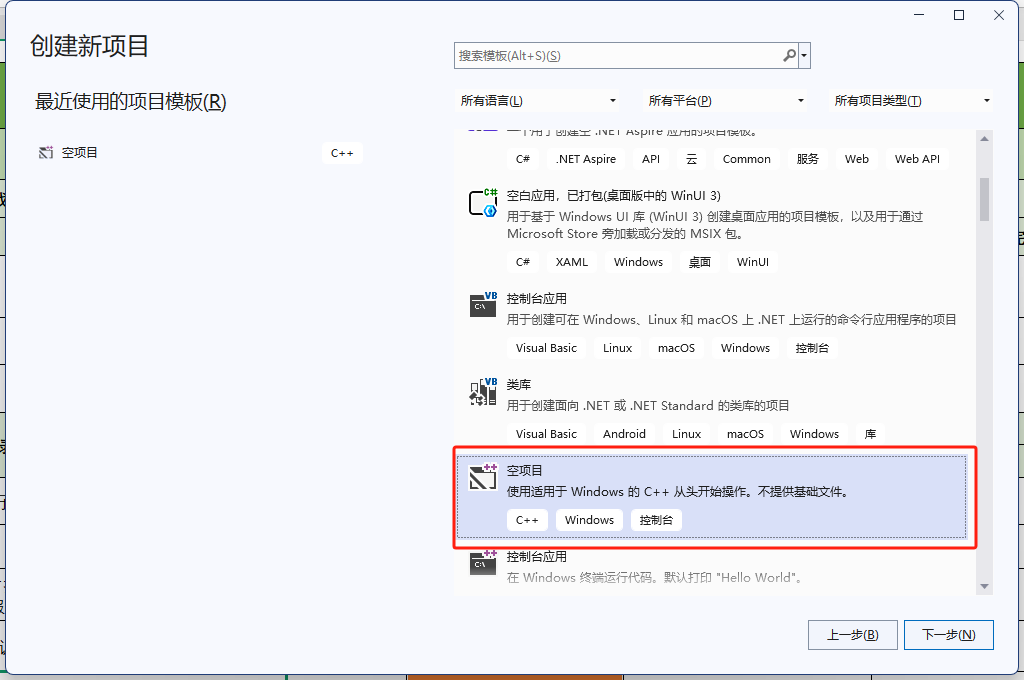 创建新项目
搜索模板(Alt+S)(S)
最近使用的项目模板(R)
所有语言(L)
所有平台(P)
所有项目类型(T)
空项目
C++
一个用于创建空 .NET Aspire 应用的项目模板。
C#
.NET Aspire
API
云
Common
服务
Web
Web API
C#
空白应用，已打包(桌面版中的 WinUI 3)
用于基于 Windows UI 库 (WinUI 3) 创建桌面应用的项目模板，以及用于通过
Microsoft Store 旁加载或分发的 MSIX 包。
C#
XAML
Windows
桌面
WinUI
VB
控制台应用
用于创建可在 Windows、Linux 和 macOS 上 .NET 上运行的命令行应用程序的项目
Visual Basic
Linux
macOS
Windows
控制台
VB
类库
用于创建面向 .NET 或 .NET Standard 的类库的项目
Visual Basic
Android
Linux
macOS
Windows
库
空项目
使用适用于 Windows 的 C++ 从头开始操作。不提供基础文件。
C++
Windows
控制台
控制台应用
在 Windows 终端运行代码。默认打印 "Hello World"。
上一步(B)
下一步(N)